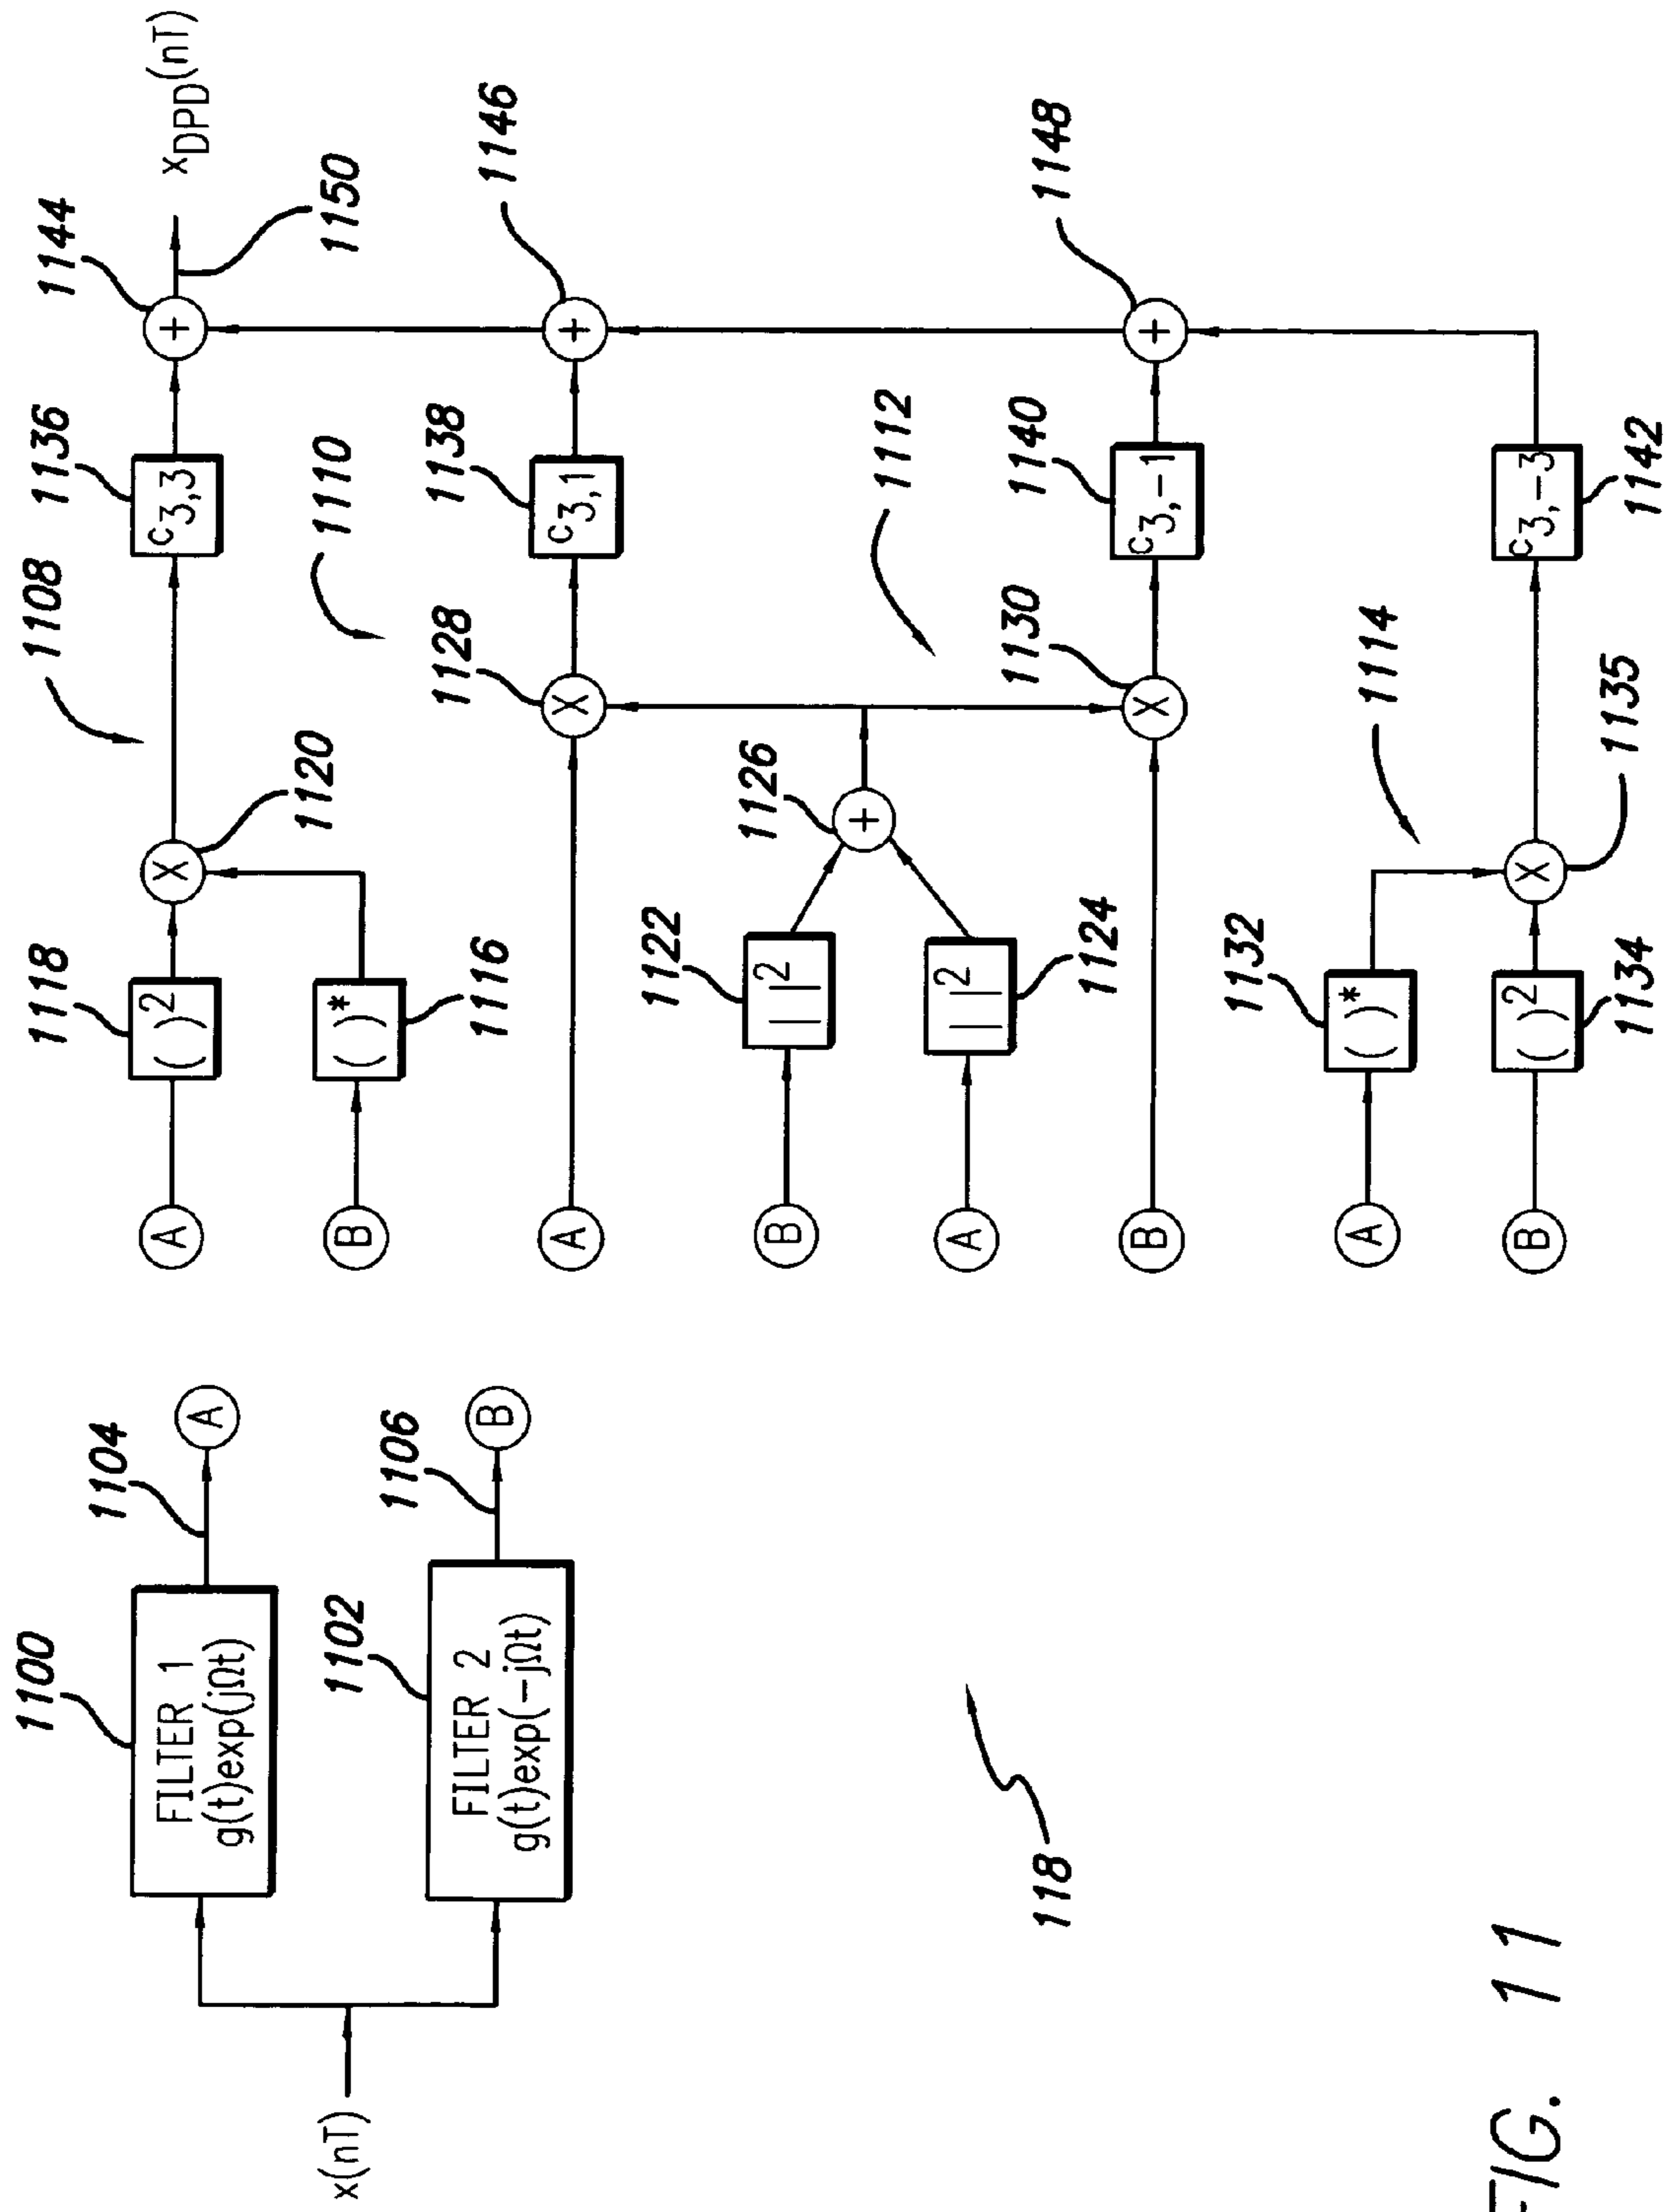 1100
FILTER 1
g(t)exp(jΩt)
1104
A
x(nT)
1102
FILTER 2
g(t)exp(-jΩt)
1106
B
118
1108
1118
A
( )²
X
1120
1136
c3,3
1144
+
1150
xDPD(nT)
B
( )*
1116
1110
A
1128
X
1138
c3,1
+
1146
1122
B
| |²
1126
+
A
| |²
1124
1112
B
1130
X
1140
c3,-1
+
1148
1132
A
( )*
1114
B
( )²
1134
X
1135
c3,-3
1142
FIG. 11